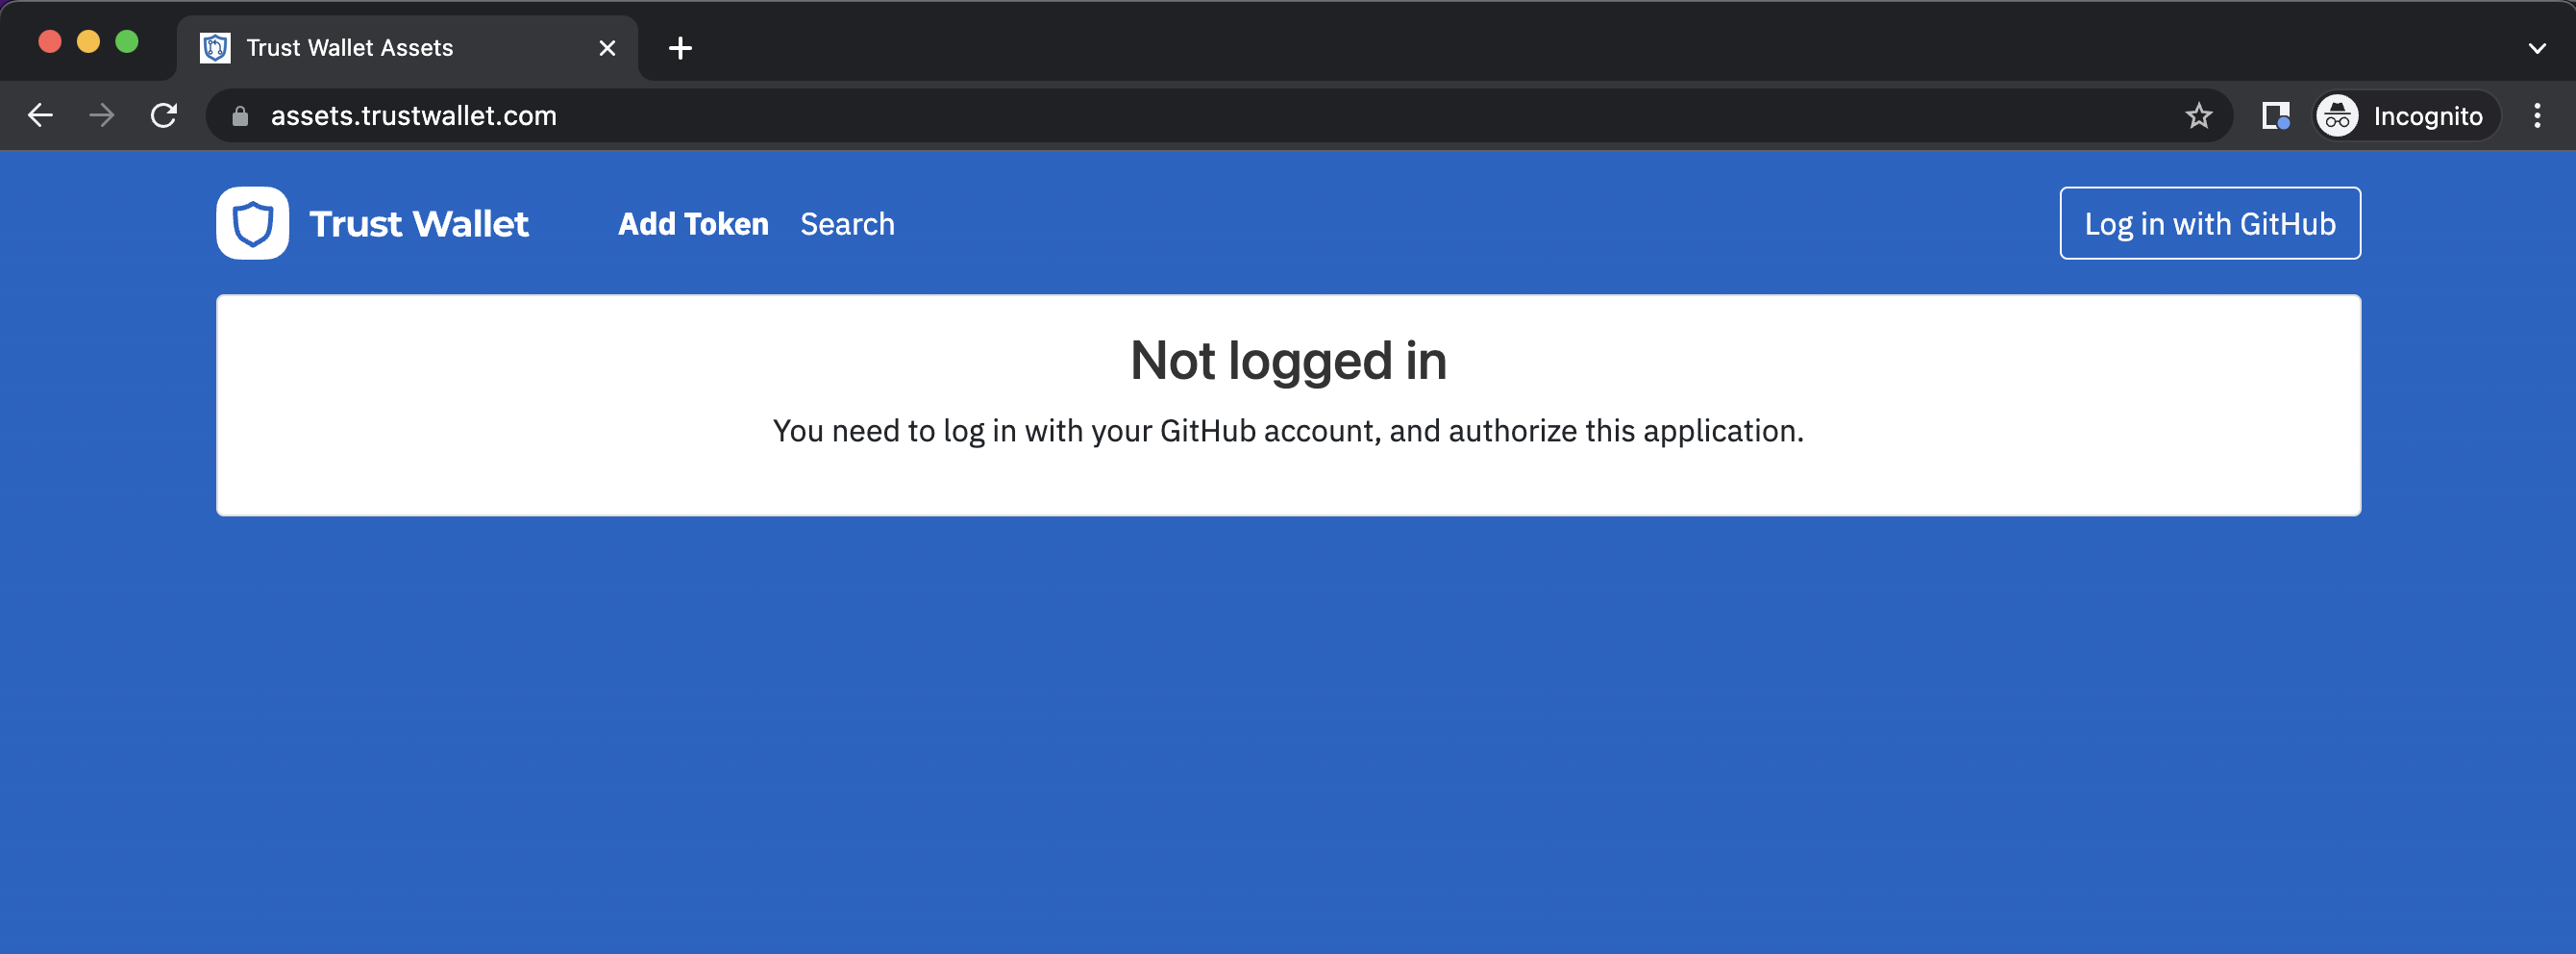 Trust Wallet Assets
assets.trustwallet.com
Incognito
Trust Wallet
Add Token
Search
Log in with GitHub
Not logged in
You need to log in with your GitHub account, and authorize this application.